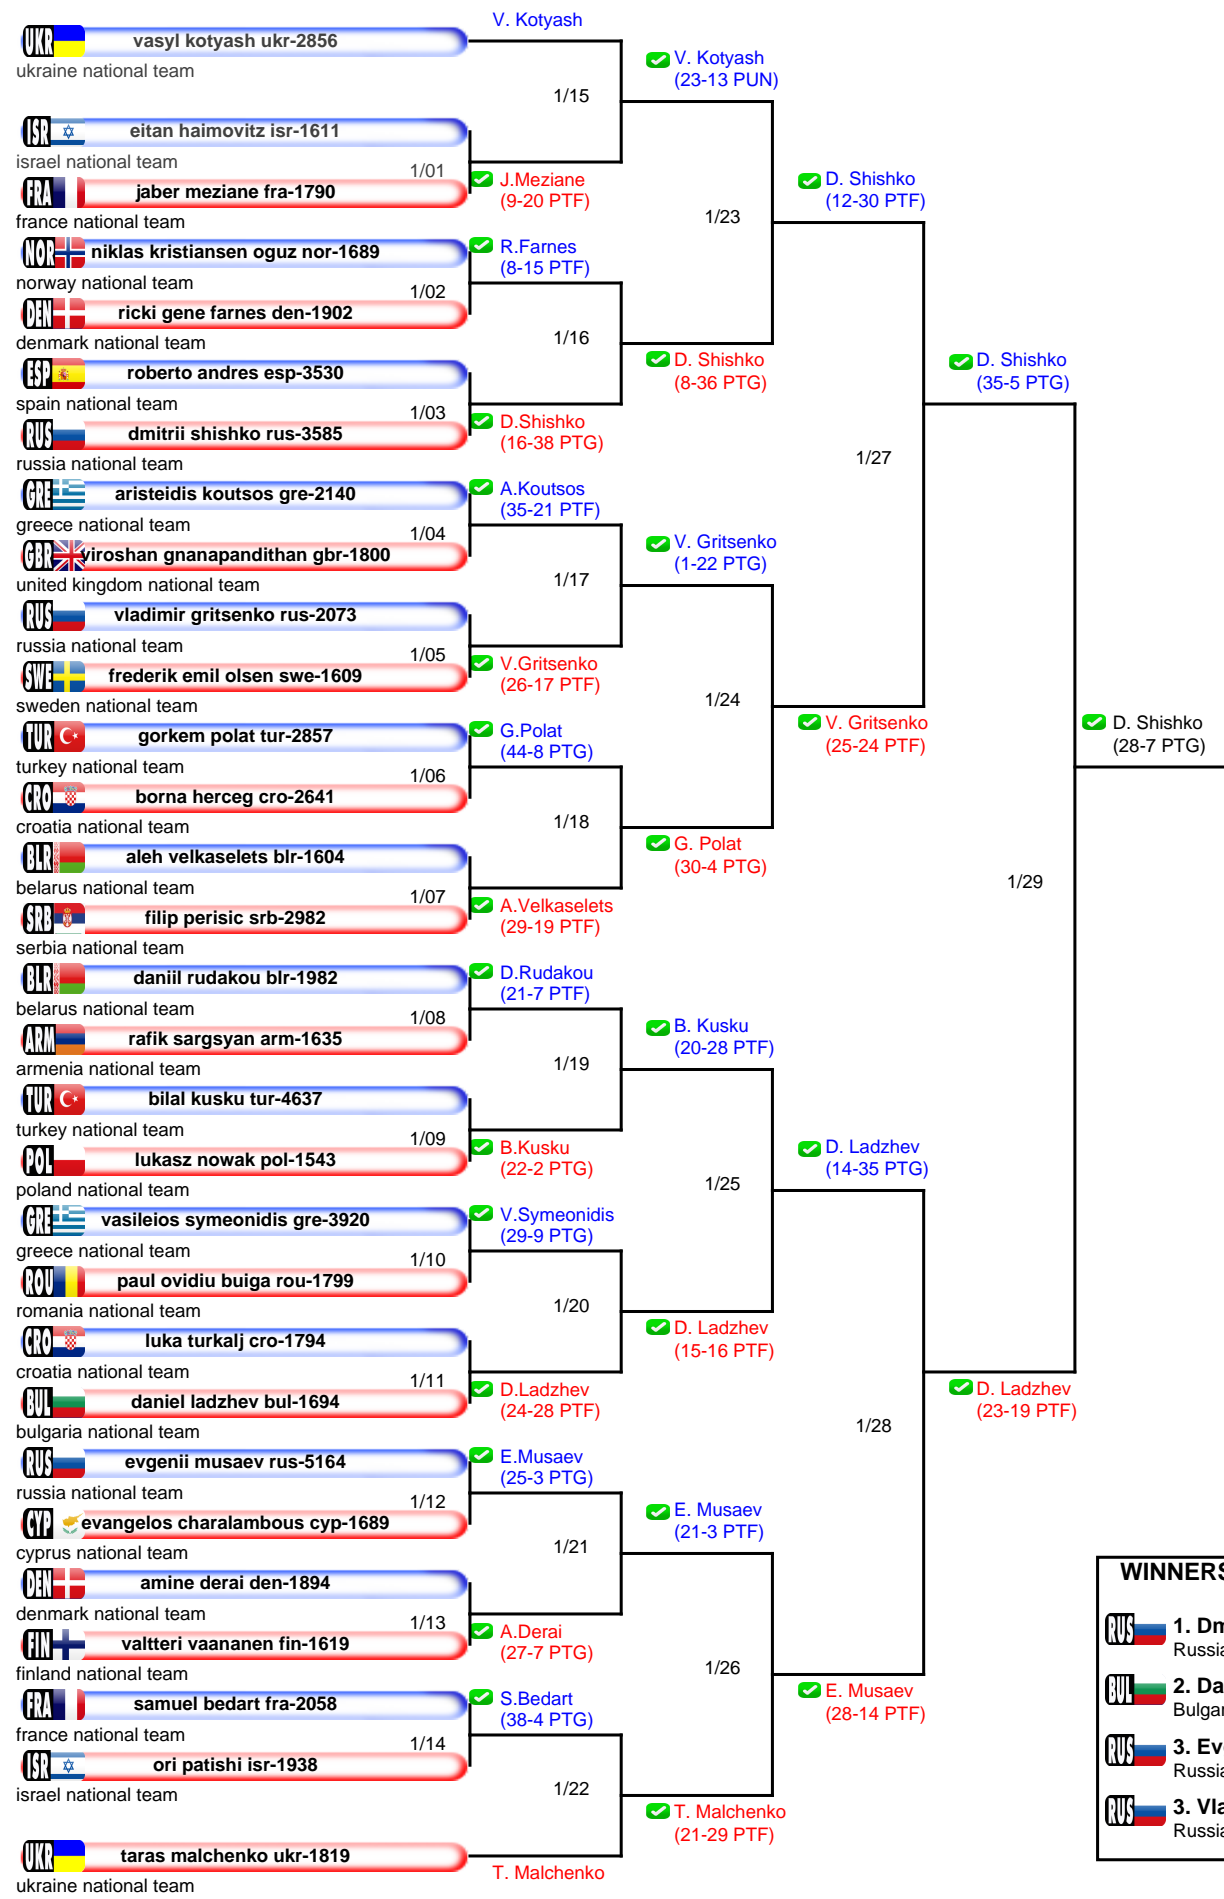 V. Kotyash
UKR vasyl kotyash ukr-2856
ukraine national team
V. Kotyash
(23-13 PUN)
1/15
ISR eitan haimovitz isr-1611
israel national team
1/01
FRA jaber meziane fra-1790
france national team
J.Meziane
(9-20 PTF)
D. Shishko
(12-30 PTF)
1/23
NOR niklas kristiansen oguz nor-1689
norway national team
R.Farnes
(8-15 PTF)
1/02
DEN ricki gene farnes den-1902
denmark national team
1/16
D. Shishko
(8-36 PTG)
D. Shishko
(35-5 PTG)
ESP roberto andres esp-3530
spain national team
1/03
RUS dmitrii shishko rus-3585
russia national team
D.Shishko
(16-38 PTG)
1/27
GRE aristeidis koutsos gre-2140
greece national team
A.Koutsos
(35-21 PTF)
1/04
GBR viroshan gnanapandithan gbr-1800
united kingdom national team
V. Gritsenko
(1-22 PTG)
1/17
RUS vladimir gritsenko rus-2073
russia national team
1/05
SWE frederik emil olsen swe-1609
sweden national team
V.Gritsenko
(26-17 PTF)
1/24
V. Gritsenko
(25-24 PTF)
D. Shishko
(28-7 PTG)
TUR gorkem polat tur-2857
turkey national team
G.Polat
(44-8 PTG)
1/06
CRO borna herceg cro-2641
croatia national team
1/18
G. Polat
(30-4 PTG)
BLR aleh velkaselets blr-1604
belarus national team
1/07
SRB filip perisic srb-2982
serbia national team
A.Velkaselets
(29-19 PTF)
1/29
BLR daniil rudakou blr-1982
belarus national team
D.Rudakou
(21-7 PTF)
1/08
ARM rafik sargsyan arm-1635
armenia national team
B. Kusku
(20-28 PTF)
1/19
TUR bilal kusku tur-4637
turkey national team
1/09
POL lukasz nowak pol-1543
poland national team
B.Kusku
(22-2 PTG)
D. Ladzhev
(14-35 PTG)
1/25
GRE vasileios symeonidis gre-3920
greece national team
V.Symeonidis
(29-9 PTG)
1/10
ROU paul ovidiu buiga rou-1799
romania national team
1/20
D. Ladzhev
(15-16 PTF)
CRO luka turkalj cro-1794
croatia national team
1/11
BUL daniel ladzhev bul-1694
bulgaria national team
D.Ladzhev
(24-28 PTF)
D. Ladzhev
(23-19 PTF)
1/28
RUS evgenii musaev rus-5164
russia national team
E.Musaev
(25-3 PTG)
1/12
CYP evangelos charalambous cyp-1689
cyprus national team
E. Musaev
(21-3 PTF)
1/21
DEN amine derai den-1894
denmark national team
1/13
FIN valtteri vaananen fin-1619
finland national team
A.Derai
(27-7 PTG)
1/26
E. Musaev
(28-14 PTF)
FRA samuel bedart fra-2058
france national team
S.Bedart
(38-4 PTG)
1/14
ISR ori patishi isr-1938
israel national team
1/22
T. Malchenko
(21-29 PTF)
UKR taras malchenko ukr-1819
ukraine national team
T. Malchenko
WINNERS
RUS 1. Dm
Russia
BUL 2. Da
Bulgar
RUS 3. Ev
Russia
RUS 3. Vla
Russia